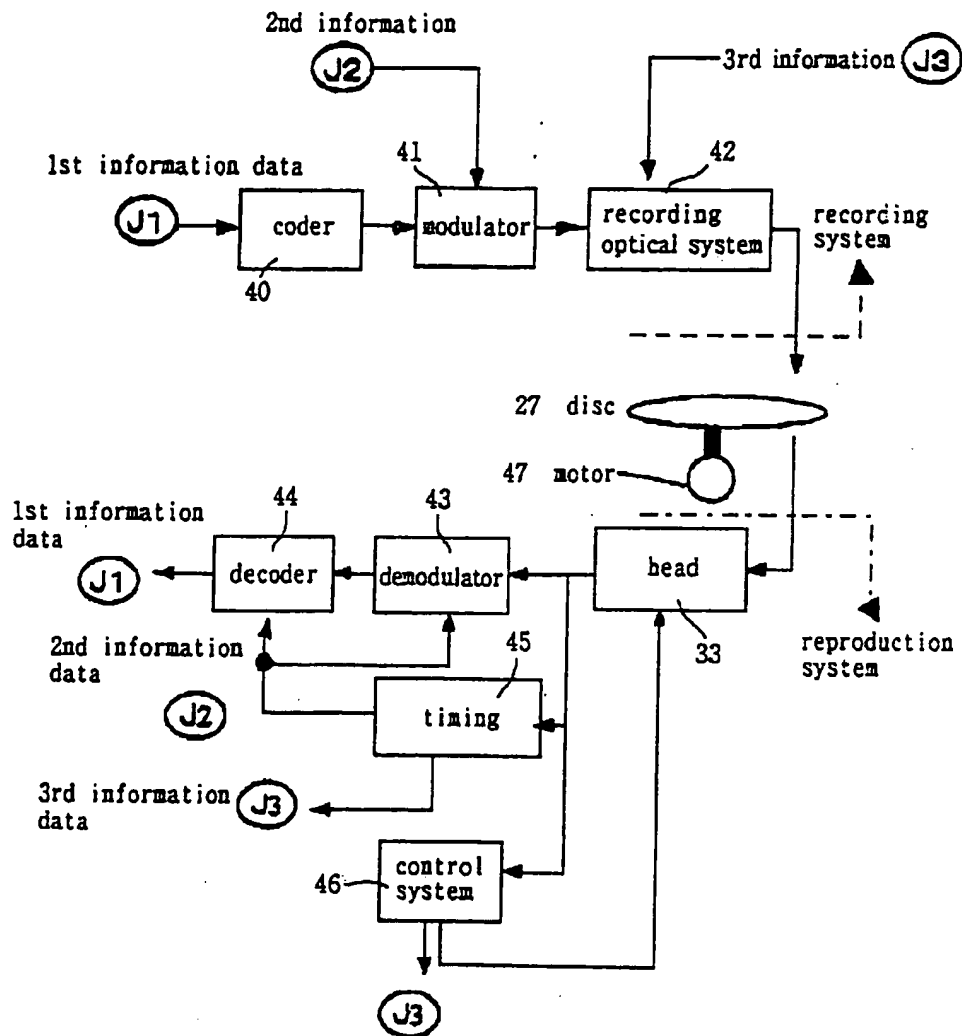 2nd information
J2
3rd information J3
1st information data
J1
coder
40
41
modulator
42
recording
optical system
recording
system
27 disc
47 motor
1st information
data
J1
44
decoder
43
demodulator
head
33
reproduction
system
2nd information
data
J2
45
timing
3rd information
data
J3
46
control
system
J3